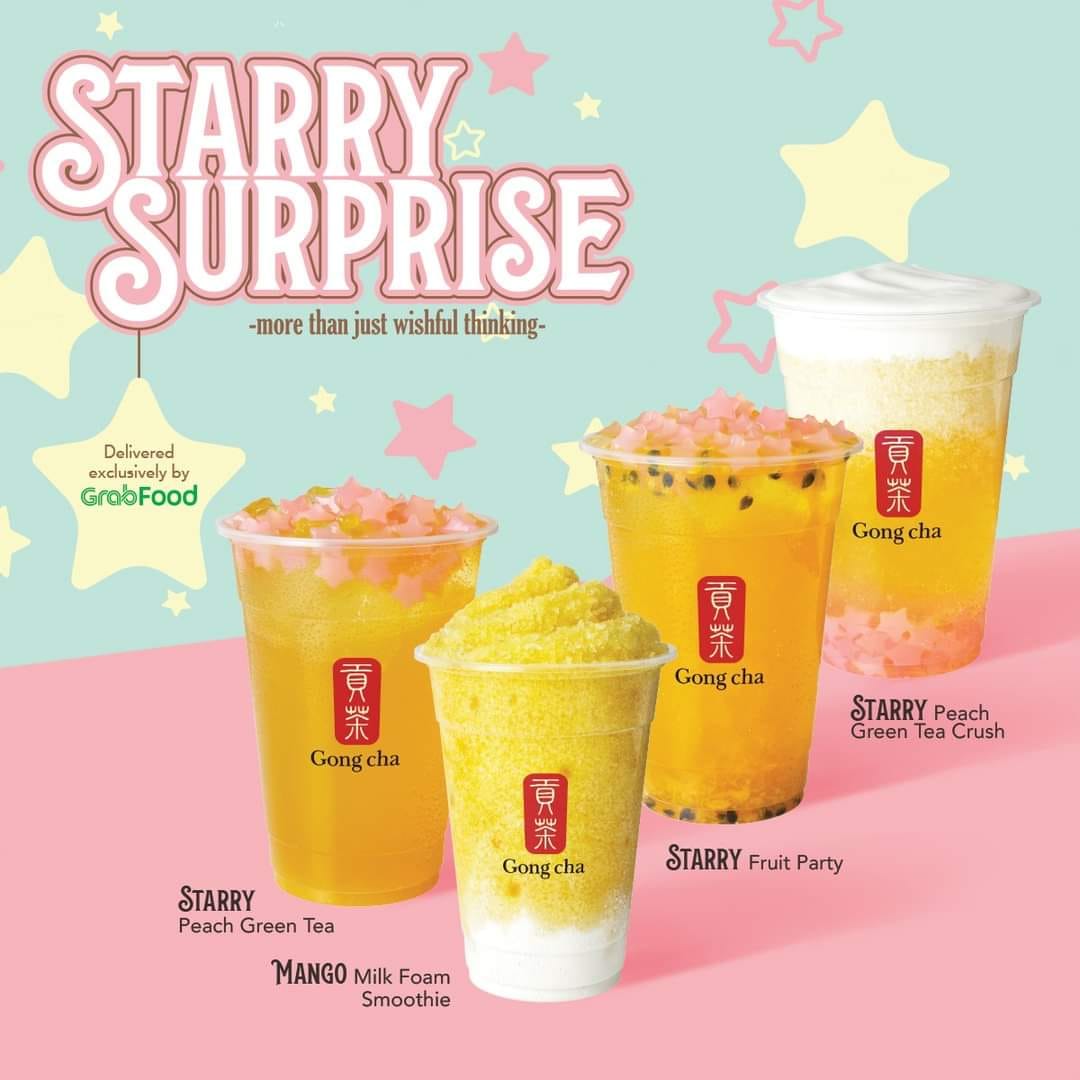 STARRY
SURPRISE
-more than just wishful thinking-
Delivered
exclusively by
GrabFood
貢茶
Gong cha
貢茶
Gong cha
貢茶
Gong cha
貢茶
Gong cha
STARRY Peach
Green Tea Crush
STARRY Fruit Party
STARRY
Peach Green Tea
MANGO Milk Foam
Smoothie